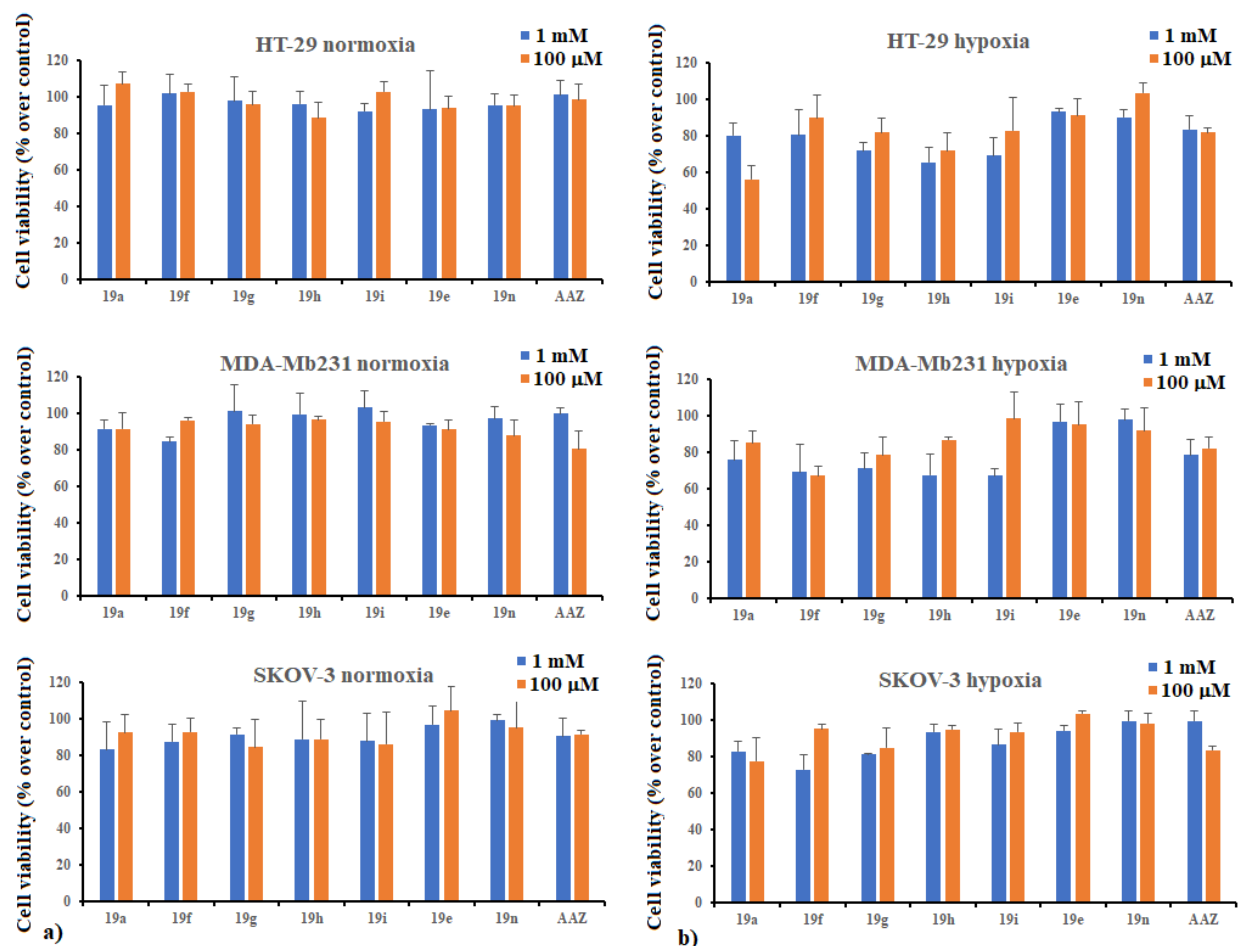 HT-29 normoxia
1 mM
100 μM
Cell viability (% over control)
120
100
80
60
40
20
0
19a 19f 19g 19h 19i 19e 19n AAZ
HT-29 hypoxia
1 mM
100 μM
Cell viability (% over control)
120
100
80
60
40
20
0
19a 19f 19g 19h 19i 19e 19n AAZ
MDA-Mb231 normoxia
1 mM
100 μM
Cell viability (% over control)
120
100
80
60
40
20
0
19a 19f 19g 19h 19i 19e 19n AAZ
MDA-Mb231 hypoxia
1 mM
100 μM
Cell viability (% over control)
120
100
80
60
40
20
0
19a 19f 19g 19h 19i 19e 19n AAZ
SKOV-3 normoxia
1 mM
100 μM
Cell viability (% over control)
120
100
80
60
40
20
0
19a 19f 19g 19h 19i 19e 19n AAZ
a)
SKOV-3 hypoxia
1 mM
100 μM
Cell viability (% over control)
120
100
80
60
40
20
0
19a 19f 19g 19h 19i 19e 19n AAZ
b)